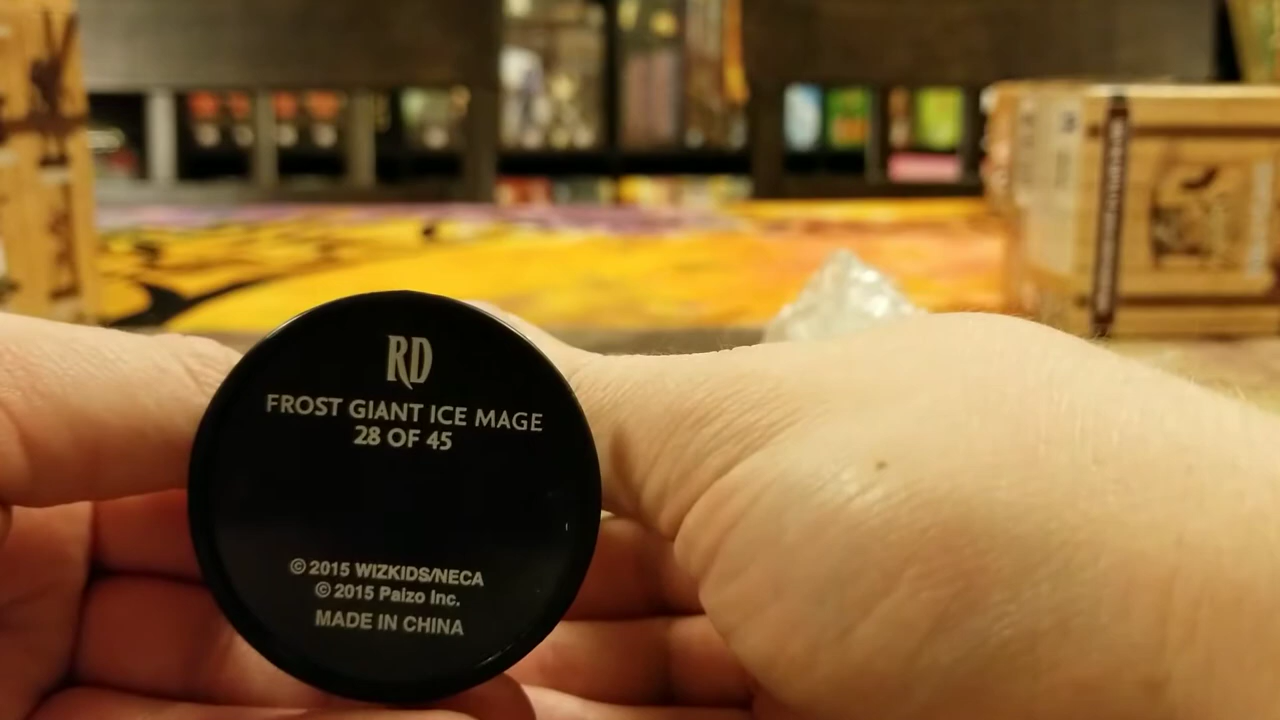 RD
FROST GIANT ICE MAGE
28 OF 45
© 2015 WIZKIDS/NECA
© 2015 Paizo Inc.
MADE IN CHINA